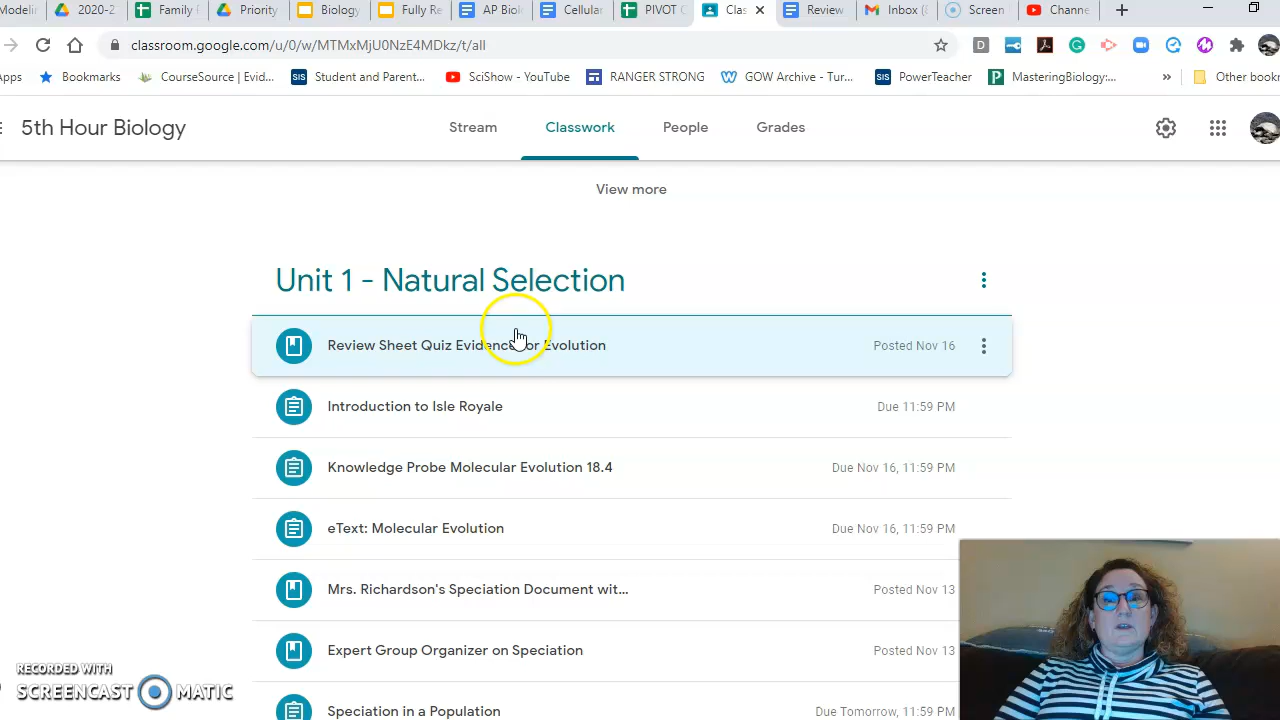 Modelin
2020-2
Family F
Priority
Biology
Fully Re
AP Biol
Cellular
PIVOT C
Clas
Review
Inbox (8
Screen
Channe
classroom.google.com/u/0/w/MTMxMjU0NzE4MDkz/t/all
Apps
Bookmarks
CourseSource | Evid...
SIS
Student and Parent...
SciShow - YouTube
RANGER STRONG
GOW Archive - Tur...
SIS
PowerTeacher
MasteringBiology:...
»
Other bookm
5th Hour Biology
Stream
Classwork
People
Grades
View more
Unit 1 - Natural Selection
Review Sheet Quiz Evidence for Evolution
Posted Nov 16
Introduction to Isle Royale
Due 11:59 PM
Knowledge Probe Molecular Evolution 18.4
Due Nov 16, 11:59 PM
eText: Molecular Evolution
Due Nov 16, 11:59 PM
Mrs. Richardson's Speciation Document wit...
Posted Nov 13
Expert Group Organizer on Speciation
Posted Nov 13
Speciation in a Population
Due Tomorrow, 11:59 PM
RECORDED WITH
SCREENCAST MATIC